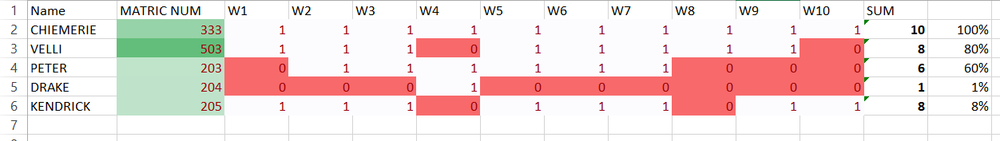 1 Name MATRIC NUM W1 W2 W3 W4 W5 W6 W7 W8 W9 W10 SUM
2 CHIEMERIE 333 1 1 1 1 1 1 1 1 1 1 10 100%
3 VELLI 503 1 1 1 0 1 1 1 1 1 0 8 80%
4 PETER 203 0 1 1 1 1 1 1 0 0 0 6 60%
5 DRAKE 204 0 0 0 1 0 0 0 0 0 0 1 1%
6 KENDRICK 205 1 1 1 0 1 1 1 0 1 1 8 8%
7